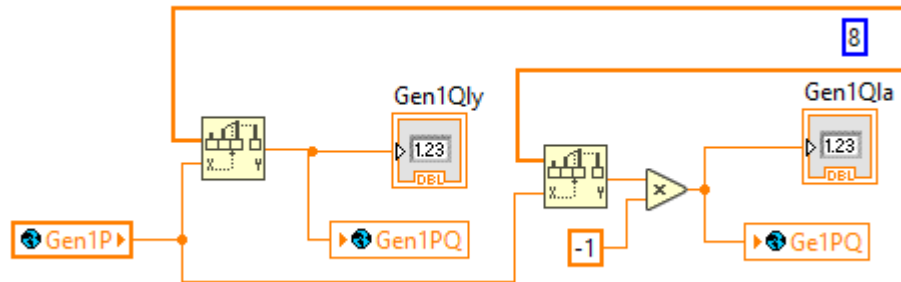 8
Gen1Qly
Gen1Qla
1.23
DBL
1.23
DBL
X
Y
X
Y
×
Gen1P
Gen1PQ
-1
Ge1PQ